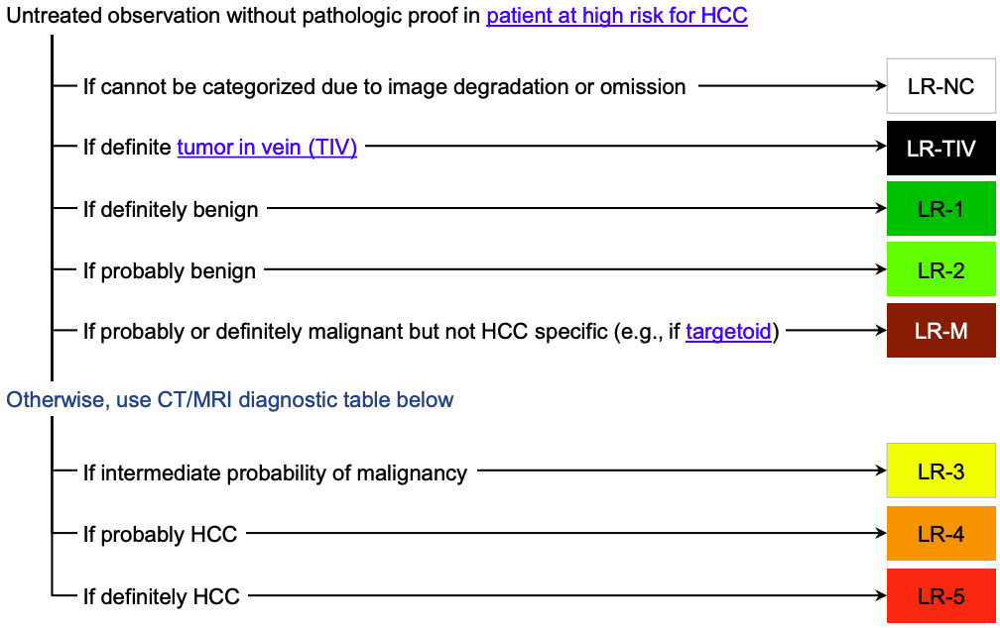 Untreated observation without pathologic proof in patient at high risk for HCC
If cannot be categorized due to image degradation or omission LR-NC
If definite tumor in vein (TIV) LR-TIV
If definitely benign LR-1
If probably benign LR-2
If probably or definitely malignant but not HCC specific (e.g., if targetoid) LR-M
Otherwise, use CT/MRI diagnostic table below
If intermediate probability of malignancy LR-3
If probably HCC LR-4
If definitely HCC LR-5